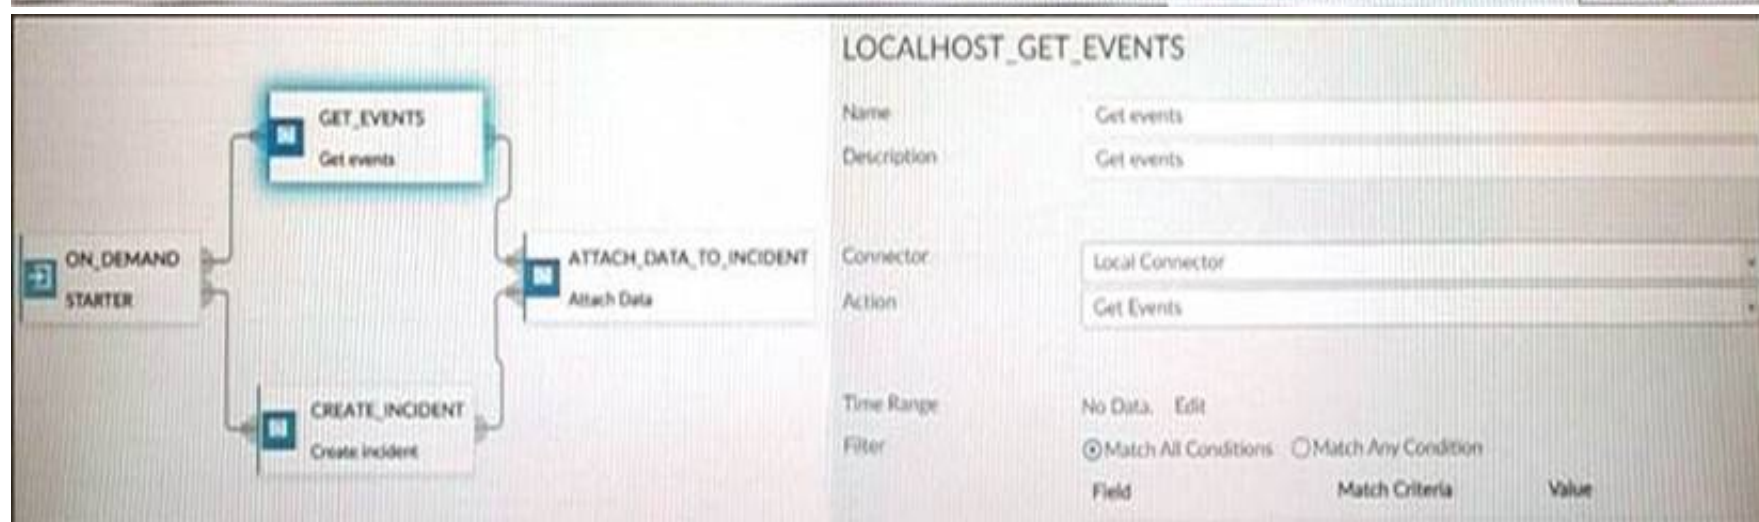 GET_EVENTS
Get events
ON_DEMAND
STARTER
ATTACH_DATA_TO_INCIDENT
Attach Data
CREATE_INCIDENT
Create incident
LOCALHOST_GET_EVENTS
Name Get events
Description Get events
Connector Local Connector
Action Get Events
Time Range No Data. Edit
Filter Match All Conditions Match Any Condition
Field Match Criteria Value